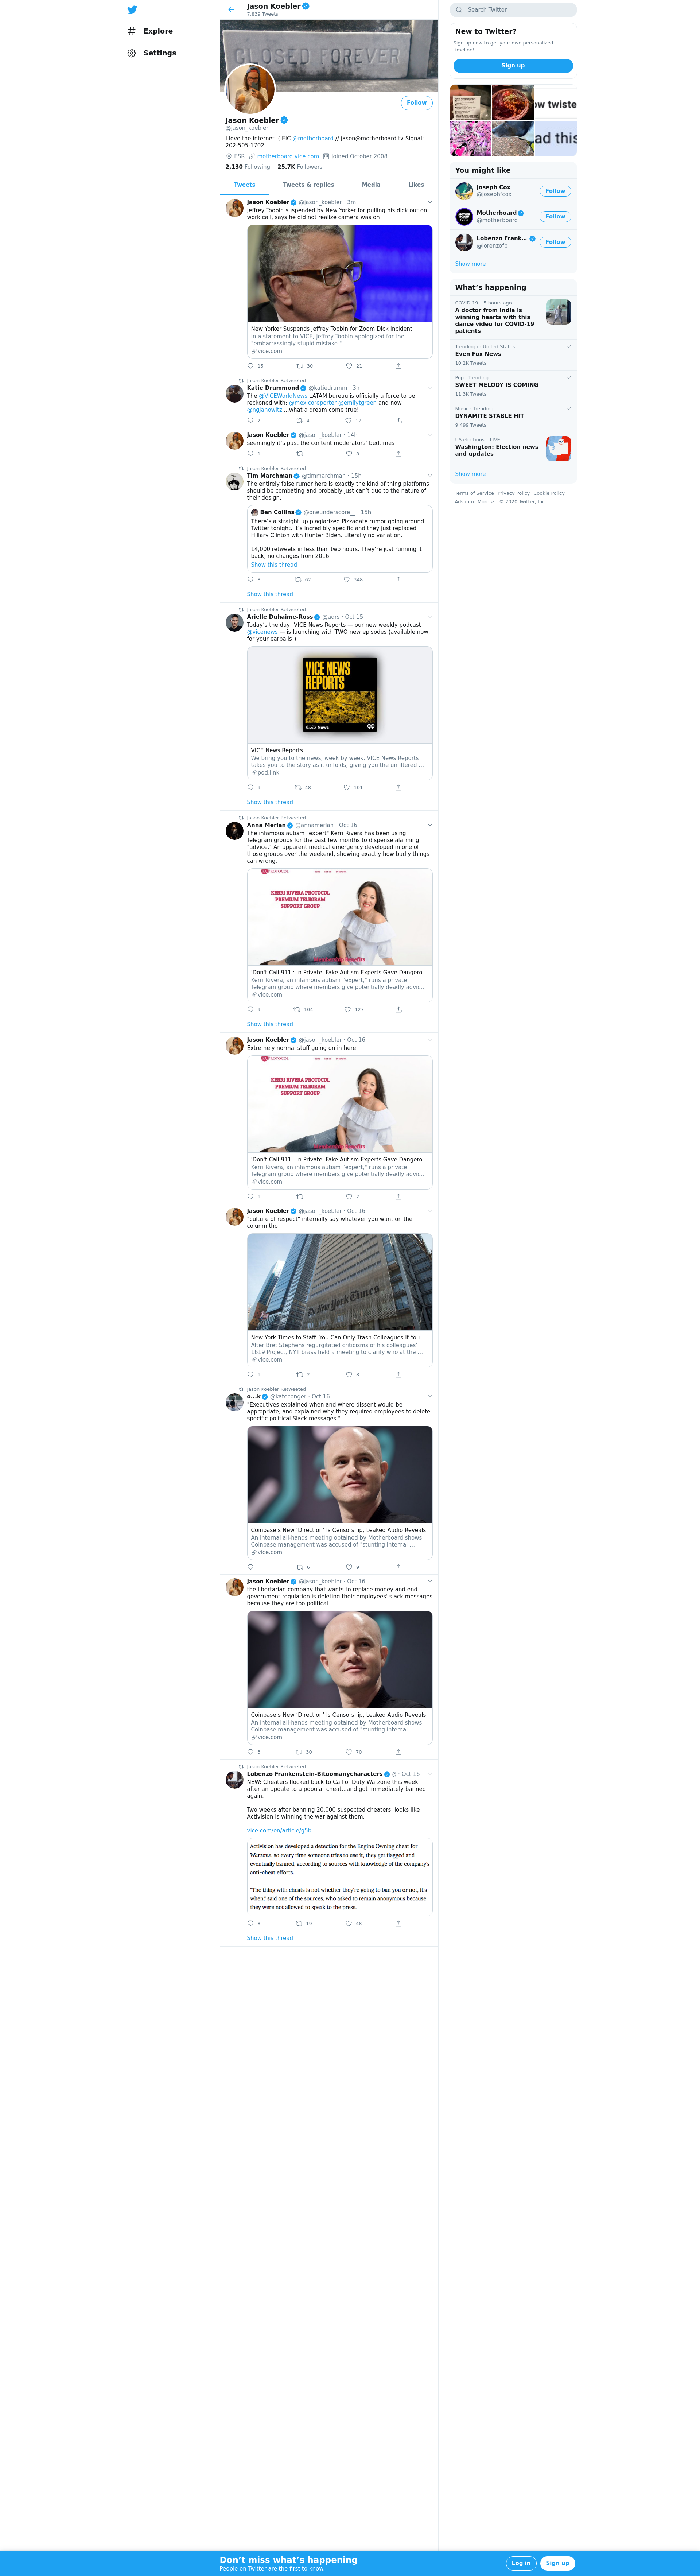 Explore
Settings
Jason Koebler
7,839 Tweets
CLOSED FOREVER
Follow
Jason Koebler
@jason_koebler
I love the internet :( EIC @motherboard // jason@motherboard.tv Signal:
202-505-1702
ESR motherboard.vice.com Joined October 2008
2,130 Following 25.7K Followers
Tweets Tweets & replies Media Likes
Jason Koebler @jason_koebler · 3m
Jeffrey Toobin suspended by New Yorker for pulling his dick out on
work call, says he did not realize camera was on
New Yorker Suspends Jeffrey Toobin for Zoom Dick Incident
In a statement to VICE, Jeffrey Toobin apologized for the
"embarrassingly stupid mistake."
vice.com
15 30 21
Jason Koebler Retweeted
Katie Drummond @katiedrumm · 3h
The @VICEWorldNews LATAM bureau is officially a force to be
reckoned with: @mexicoreporter @emilytgreen and now
@ngjanowitz ...what a dream come true!
2 4 17
Jason Koebler @jason_koebler · 14h
seemingly it's past the content moderators' bedtimes
1 8
Jason Koebler Retweeted
Tim Marchman @timmarchman · 15h
The entirely false rumor here is exactly the kind of thing platforms
should be combating and probably just can't due to the nature of
their design.
Ben Collins @oneunderscore__ · 15h
There's a straight up plagiarized Pizzagate rumor going around
Twitter tonight. It's incredibly specific and they just replaced
Hillary Clinton with Hunter Biden. Literally no variation.
14,000 retweets in less than two hours. They're just running it
back, no changes from 2016.
Show this thread
8 62 348
Show this thread
Jason Koebler Retweeted
Arielle Duhaime-Ross @adrs · Oct 15
Today's the day! VICE News Reports — our new weekly podcast
@vicenews — is launching with TWO new episodes (available now,
for your earballs!)
VICE NEWS
REPORTS
News
VICE News Reports
We bring you to the news, week by week. VICE News Reports
takes you to the story as it unfolds, giving you the unfiltered ...
pod.link
3 48 101
Show this thread
Jason Koebler Retweeted
Anna Merlan @annamerlan · Oct 16
The infamous autism "expert" Kerri Rivera has been using
Telegram groups for the past few months to dispense alarming
"advice." An apparent medical emergency developed in one of
those groups over the weekend, showing exactly how badly things
can wrong.
KERRI RIVERA PROTOCOL
PREMIUM TELEGRAM
SUPPORT GROUP
'Don't Call 911': In Private, Fake Autism Experts Gave Dangero...
Kerri Rivera, an infamous autism "expert," runs a private
Telegram group where members give potentially deadly advic...
vice.com
9 104 127
Show this thread
Jason Koebler @jason_koebler · Oct 16
Extremely normal stuff going on in here
KERRI RIVERA PROTOCOL
PREMIUM TELEGRAM
SUPPORT GROUP
'Don't Call 911': In Private, Fake Autism Experts Gave Dangero...
Kerri Rivera, an infamous autism "expert," runs a private
Telegram group where members give potentially deadly advic...
vice.com
1 2
Jason Koebler @jason_koebler · Oct 16
"culture of respect" internally say whatever you want on the
column tho
The New York Times
New York Times to Staff: You Can Only Trash Colleagues If You ...
After Bret Stephens regurgitated criticisms of his colleagues'
1619 Project, NYT brass held a meeting to clarify who at the ...
vice.com
1 2 8
Jason Koebler Retweeted
o...k @kateconger · Oct 16
"Executives explained when and where dissent would be
appropriate, and explained why they required employees to delete
specific political Slack messages."
Coinbase's New 'Direction' Is Censorship, Leaked Audio Reveals
An internal all-hands meeting obtained by Motherboard shows
Coinbase management was accused of "stunting internal ...
vice.com
6 9
Jason Koebler @jason_koebler · Oct 16
the libertarian company that wants to replace money and end
government regulation is deleting their employees' slack messages
because they are too political
Coinbase's New 'Direction' Is Censorship, Leaked Audio Reveals
An internal all-hands meeting obtained by Motherboard shows
Coinbase management was accused of "stunting internal ...
vice.com
3 30 70
Jason Koebler Retweeted
Lobenzo Frankenstein-Bitoomanycharacters · Oct 16
NEW: Cheaters flocked back to Call of Duty Warzone this week
after an update to a popular cheat...and got immediately banned
again.
Two weeks after banning 20,000 suspected cheaters, looks like
Activision is winning the war against them.
vice.com/en/article/g5b...
Activision has developed a detection for the Engine Owning cheat for
Warzone, so every time someone tries to use it, they get flagged and
eventually banned, according to sources with knowledge of the company's
anti-cheat efforts.
"The thing with cheats is not whether they're going to ban you or not, it's
when," said one of the sources, who asked to remain anonymous because
they were not allowed to speak to the press.
8 19 48
Show this thread
Search Twitter
New to Twitter?
Sign up now to get your own personalized
timeline!
Sign up
ow twiste
ad this
You might like
Joseph Cox
@josephfcox
Follow
Motherboard
@motherboard
Follow
Lobenzo Frank...
@lorenzofb
Follow
Show more
What's happening
COVID-19 · 5 hours ago
A doctor from India is
winning hearts with this
dance video for COVID-19
patients
Trending in United States
Even Fox News
10.2K Tweets
Pop · Trending
SWEET MELODY IS COMING
11.3K Tweets
Music · Trending
DYNAMITE STABLE HIT
9,499 Tweets
US elections · LIVE
Washington: Election news
and updates
Show more
Terms of Service Privacy Policy Cookie Policy
Ads info More © 2020 Twitter, Inc.
Don't miss what's happening
People on Twitter are the first to know.
Log in Sign up